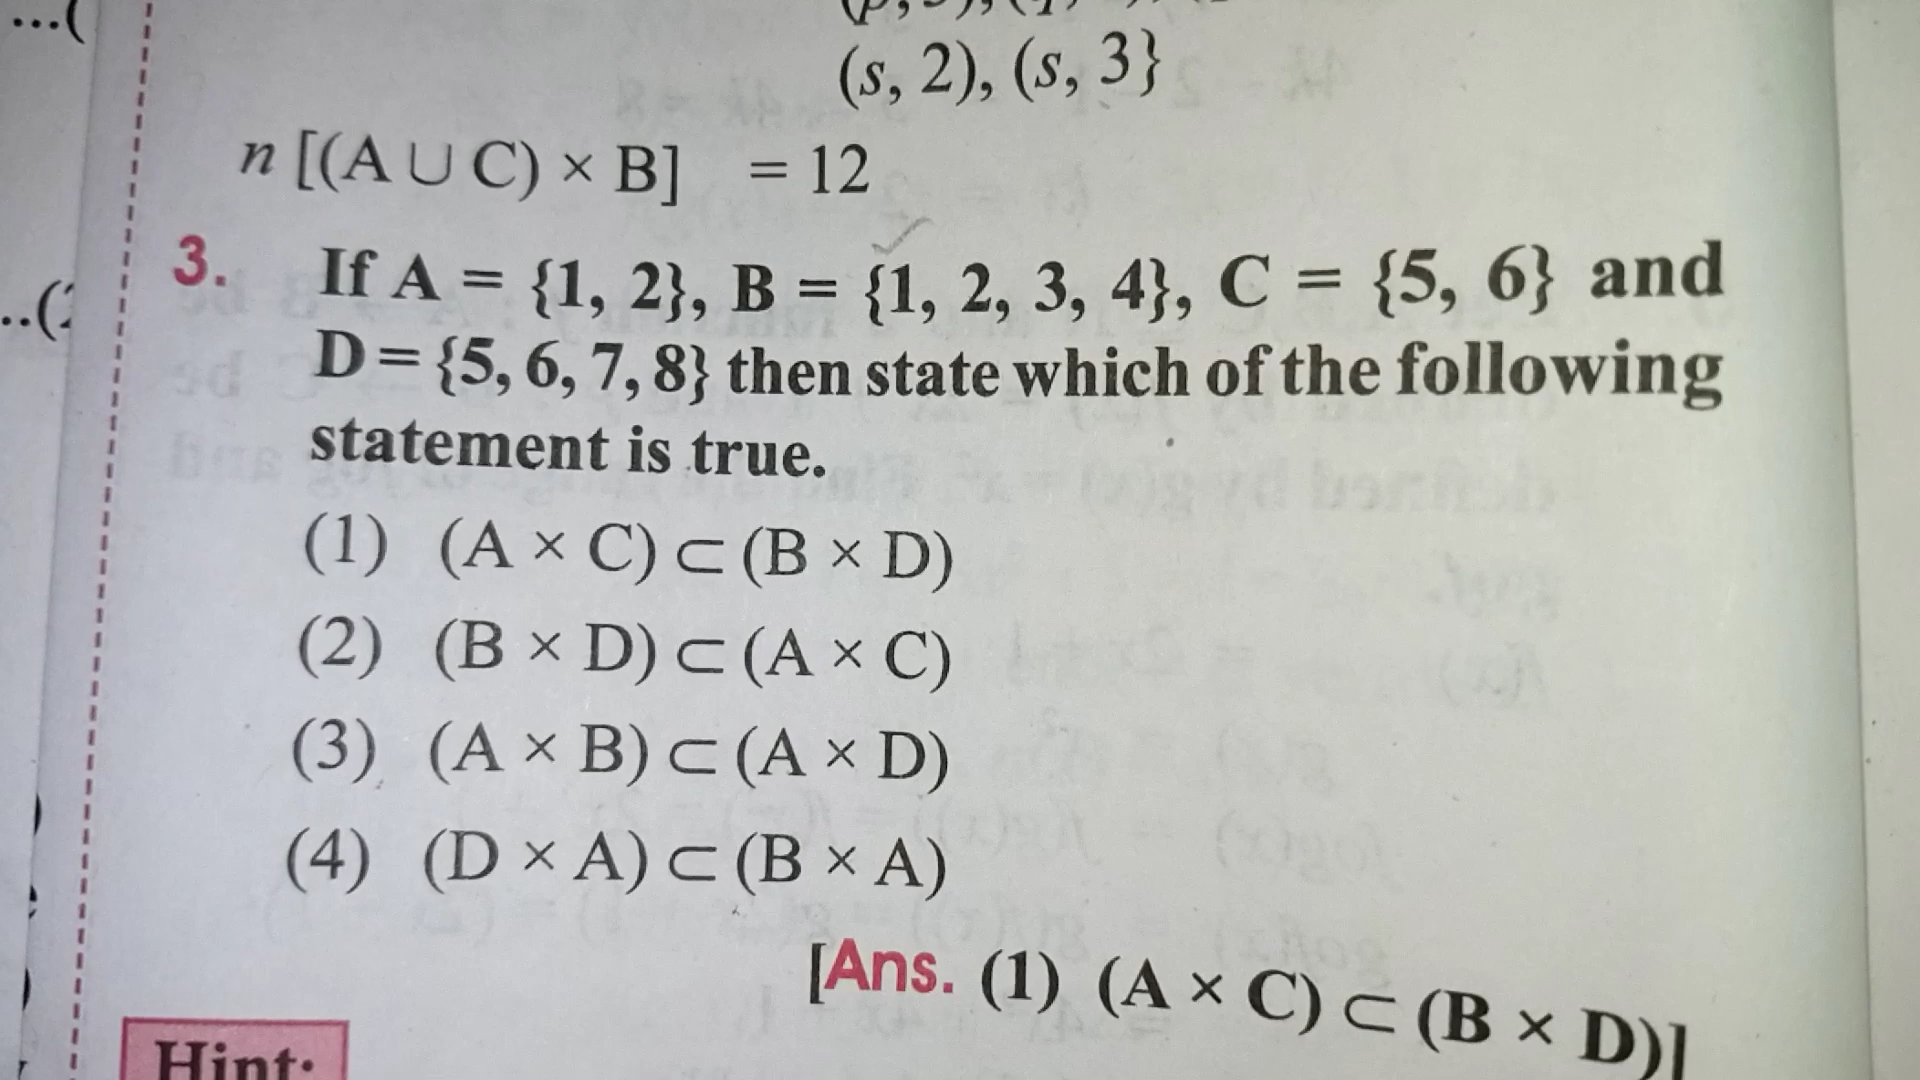 (s, 2), (s, 3}
n [(A ∪ C) × B] = 12
3. If A = {1, 2}, B = {1, 2, 3, 4}, C = {5, 6} and
D = {5, 6, 7, 8} then state which of the following
statement is true.
(1) (A × C) ⊂ (B × D)
(2) (B × D) ⊂ (A × C)
(3) (A × B) ⊂ (A × D)
(4) (D × A) ⊂ (B × A)
[Ans. (1) (A × C) ⊂ (B × D)]
Hint: